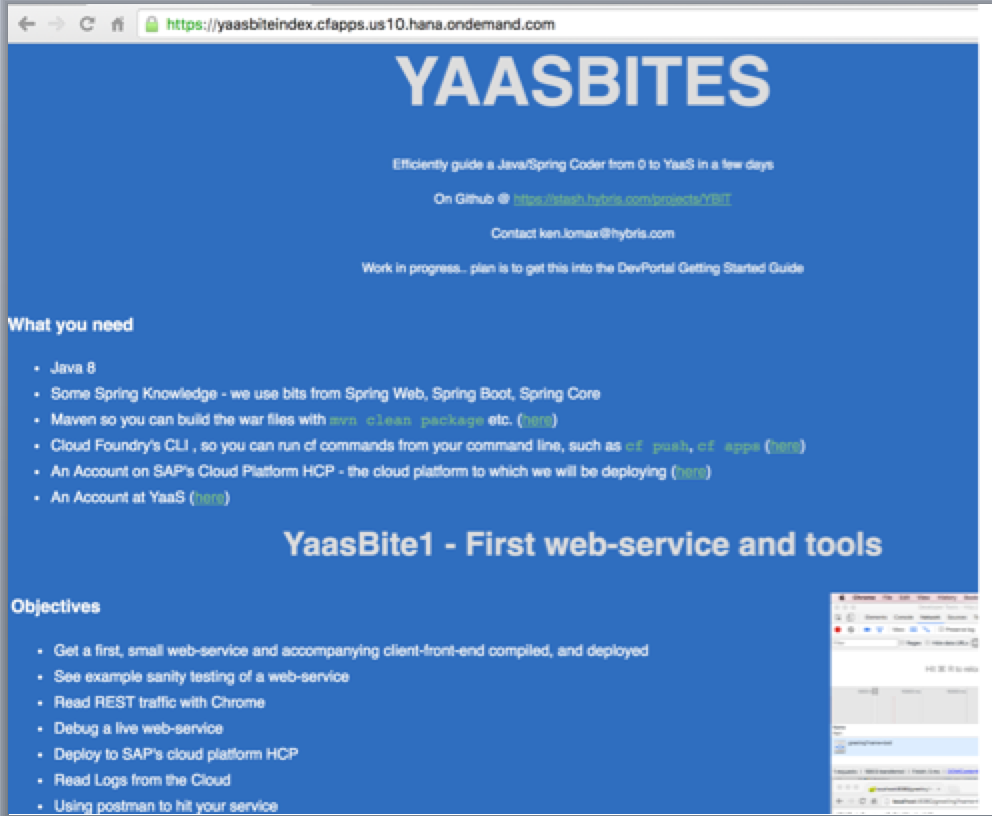 https://yaasbiteindex.cfapps.us10.hana.ondemand.com
YAASBITES
Efficiently guide a Java/Spring Coder from 0 to YaaS in a few days
On Github @ https://stash.hybris.com/projects/YBIT
Contact ken.lomax@hybris.com
Work in progress.. plan is to get this into the DevPortal Getting Started Guide
What you need
• Java 8
• Some Spring Knowledge - we use bits from Spring Web, Spring Boot, Spring Core
• Maven so you can build the war files with mvn clean package etc. (here)
• Cloud Foundry's CLI , so you can run cf commands from your command line, such as cf push, cf apps (here)
• An Account on SAP's Cloud Platform HCP - the cloud platform to which we will be deploying (here)
• An Account at YaaS (here)
YaasBite1 - First web-service and tools
Objectives
• Get a first, small web-service and accompanying client-front-end compiled, and deployed
• See example sanity testing of a web-service
• Read REST traffic with Chrome
• Debug a live web-service
• Deploy to SAP's cloud platform HCP
• Read Logs from the Cloud
• Using postman to hit your service
Chrome File Edit View History
Elements Console Network Sources